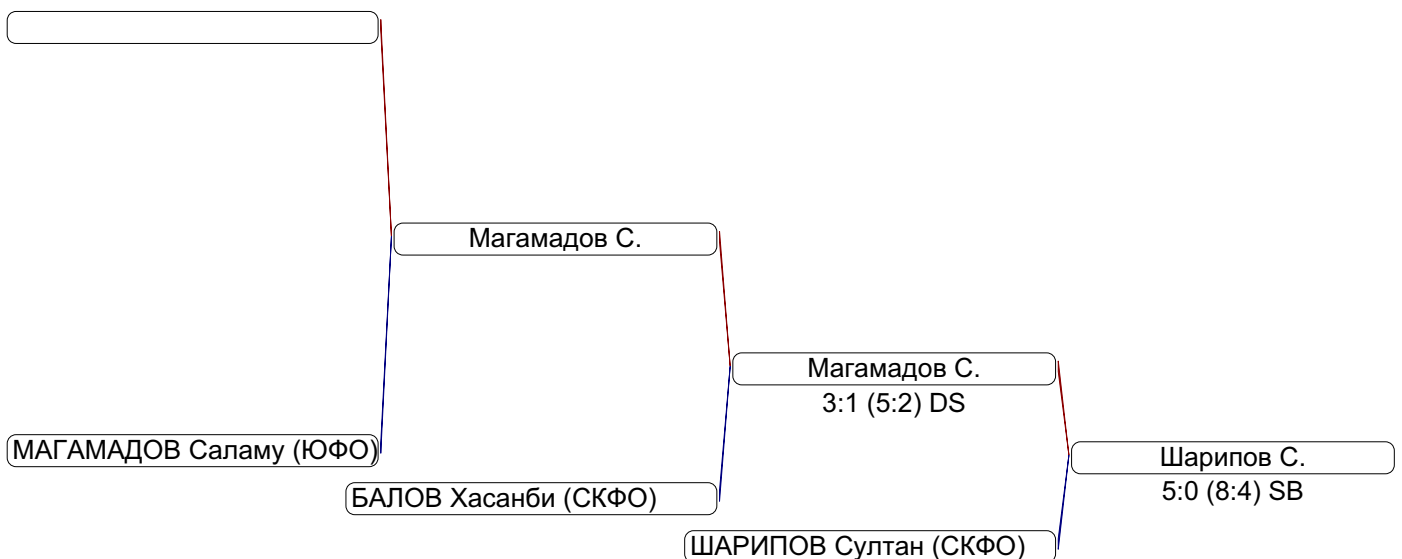 Магамадов С.
Магамадов С.
3:1 (5:2) DS
МАГАМАДОВ Саламу (ЮФО)
Шарипов С.
5:0 (8:4) SB
БАЛОВ Хасанби (СКФО)
ШАРИПОВ Султан (СКФО)